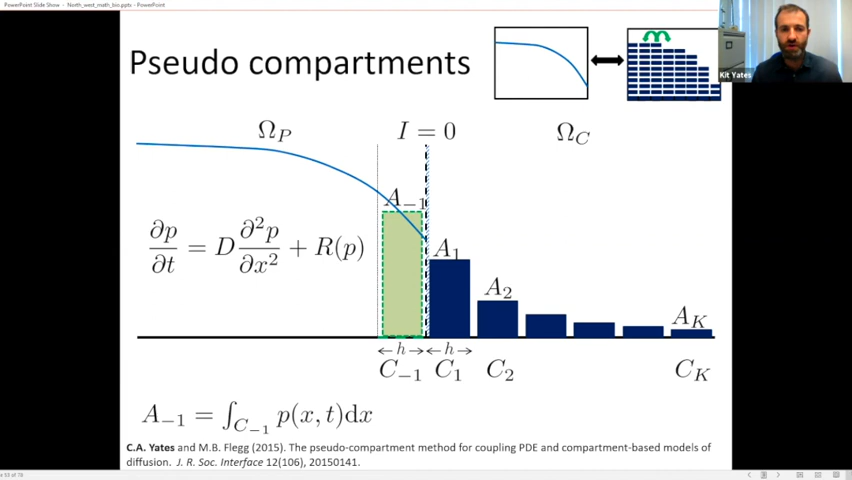 PowerPoint Slide Show - North_west_math_bio.pptx - PowerPoint
Pseudo compartments
Kit Yates
Ω_P
I = 0
Ω_C
A_{-1}
∂p/∂t = D ∂²p/∂x² + R(p)
A_1
A_2
A_K
h h
C_{-1} C_1 C_2 C_K
A_{-1} = ∫_{C_{-1}} p(x, t)dx
C.A. Yates and M.B. Flegg (2015). The pseudo-compartment method for coupling PDE and compartment-based models of
diffusion. J. R. Soc. Interface 12(106), 20150141.